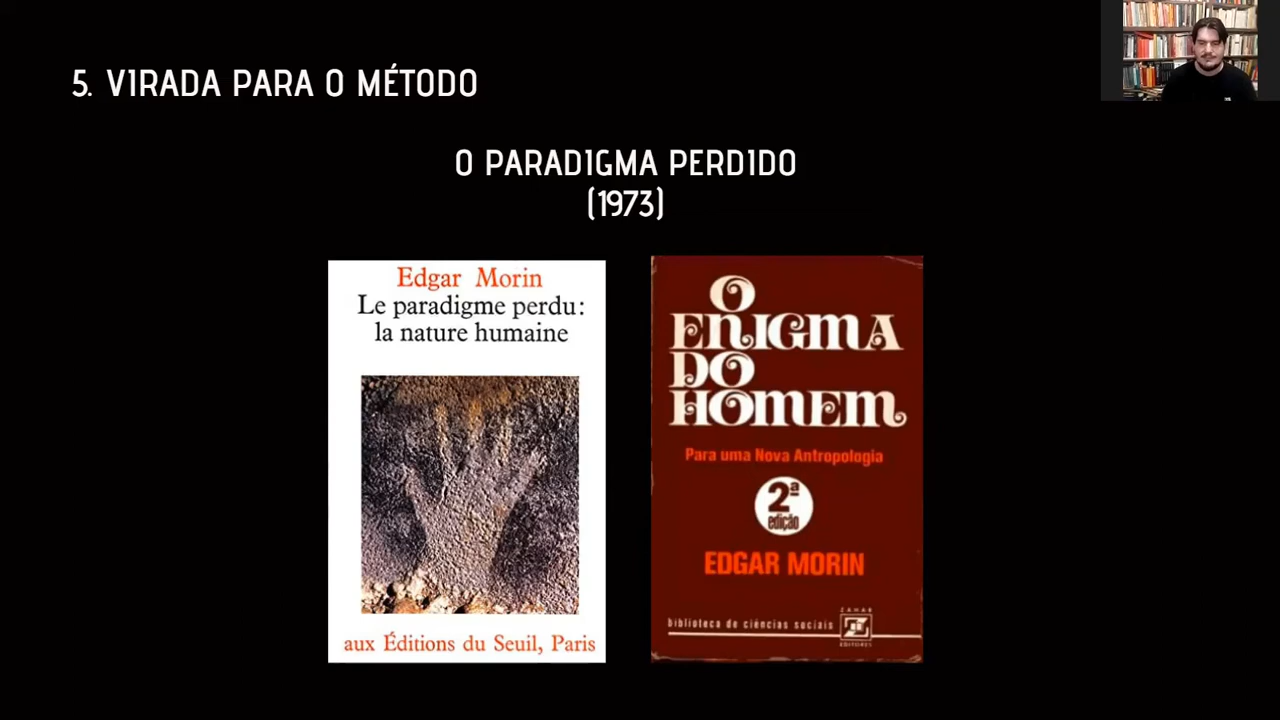 5. VIRADA PARA O MÉTODO
O PARADIGMA PERDIDO
(1973)
Edgar Morin
Le paradigme perdu:
la nature humaine
aux Éditions du Seuil, Paris
O
ENIGMA
DO
HOMEM
Para uma Nova Antropologia
2ª
edição
EDGAR MORIN
biblioteca de ciências sociais
ZAHAR
EDITORES